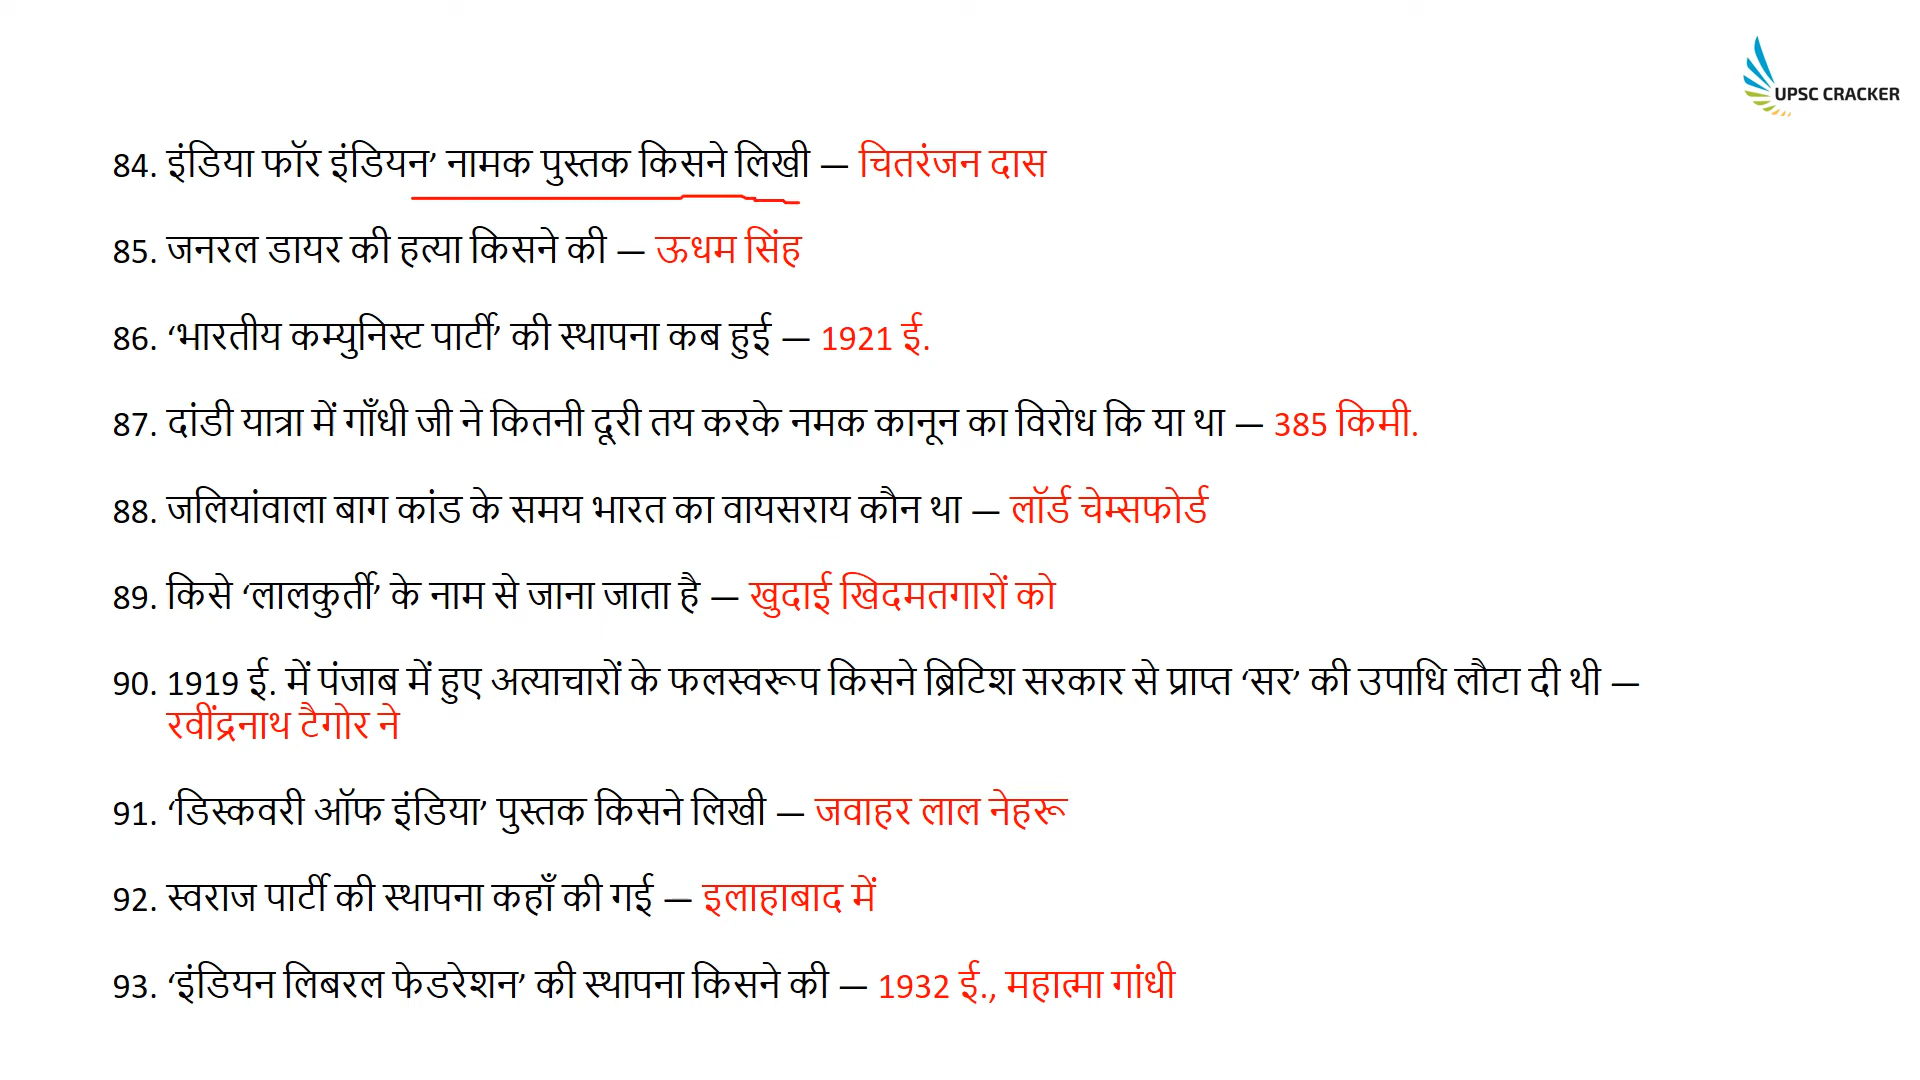 UPSC CRACKER
84. इंडिया फॉर इंडियन’ नामक पुस्तक किसने लिखी — चितरंजन दास
85. जनरल डायर की हत्या किसने की — ऊधम सिंह
86. ‘भारतीय कम्युनिस्ट पार्टी’ की स्थापना कब हुई — 1921 ई.
87. दांडी यात्रा में गाँधी जी ने कितनी दूरी तय करके नमक कानून का विरोध कि या था — 385 किमी.
88. जलियांवाला बाग कांड के समय भारत का वायसराय कौन था — लॉर्ड चेम्सफोर्ड
89. किसे ‘लालकुर्ती’ के नाम से जाना जाता है — खुदाई खिदमतगारों को
90. 1919 ई. में पंजाब में हुए अत्याचारों के फलस्वरूप किसने ब्रिटिश सरकार से प्राप्त ‘सर’ की उपाधि लौटा दी थी —
रवींद्रनाथ टैगोर ने
91. ‘डिस्कवरी ऑफ इंडिया’ पुस्तक किसने लिखी — जवाहर लाल नेहरू
92. स्वराज पार्टी की स्थापना कहाँ की गई — इलाहाबाद में
93. ‘इंडियन लिबरल फेडरेशन’ की स्थापना किसने की — 1932 ई., महात्मा गांधी